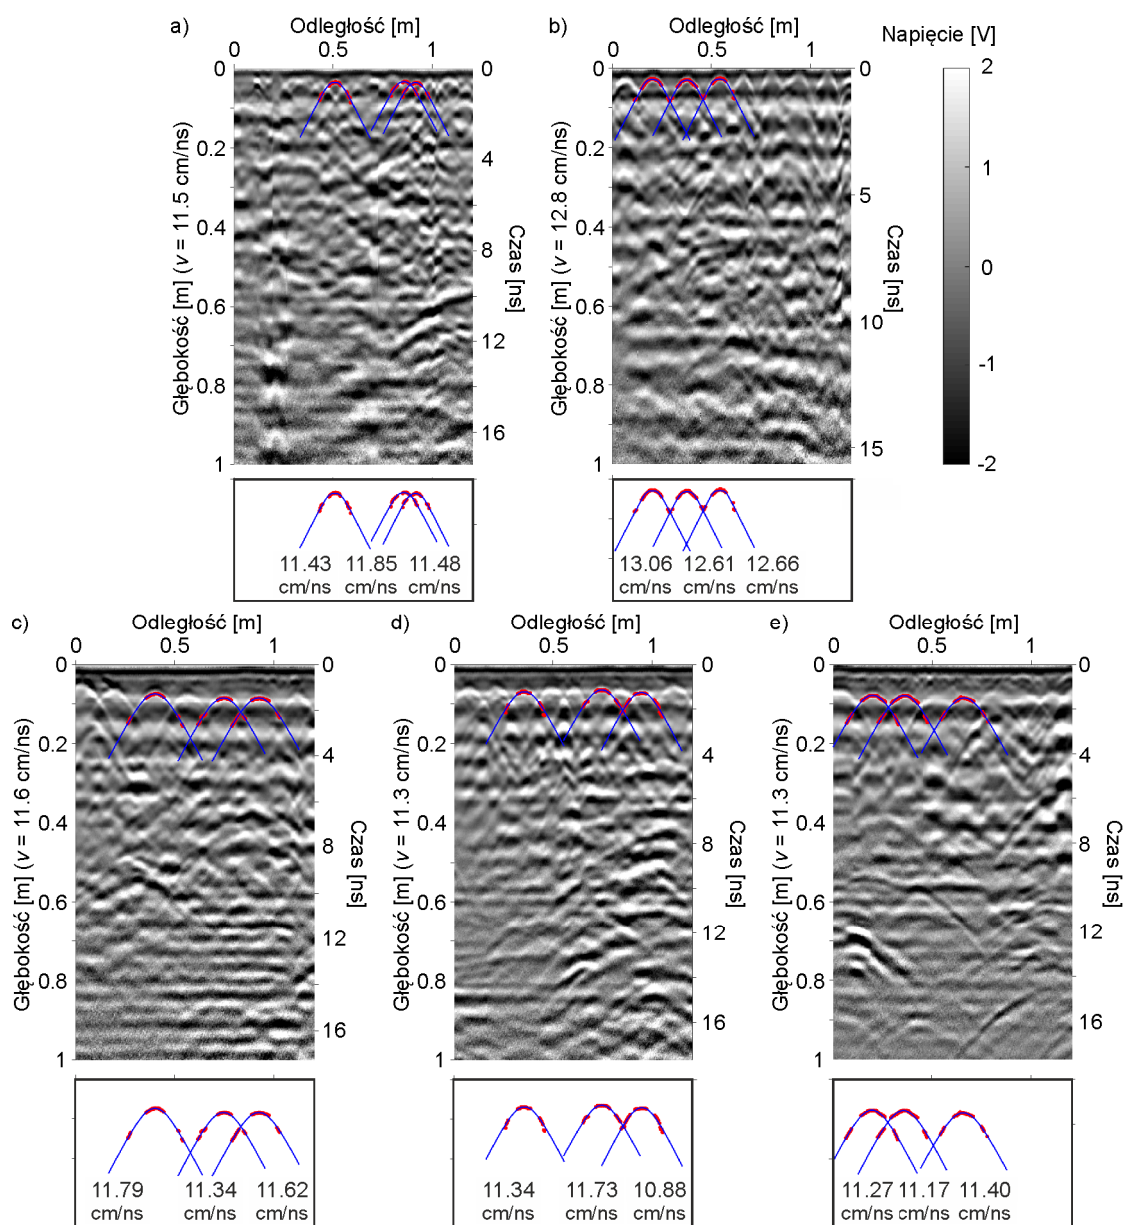 a)
Odległość [m]
0 0.5 1
Głębokość [m] (v = 11.5 cm/ns)
0
0.2
0.4
0.6
0.8
1
Czas [ns]
0
4
8
12
16
11.43 11.85 11.48
cm/ns cm/ns cm/ns
b)
Odległość [m]
0 0.5 1
Głębokość [m] (v = 12.8 cm/ns)
0
0.2
0.4
0.6
0.8
1
Czas [ns]
0
5
10
15
13.06 12.61 12.66
cm/ns cm/ns cm/ns
Napięcie [V]
2
1
0
-1
-2
c)
Odległość [m]
0 0.5 1
Głębokość [m] (v = 11.6 cm/ns)
0
0.2
0.4
0.6
0.8
1
Czas [ns]
0
4
8
12
16
11.79 11.34 11.62
cm/ns cm/ns cm/ns
d)
Odległość [m]
0 0.5 1
Głębokość [m] (v = 11.3 cm/ns)
0
0.2
0.4
0.6
0.8
1
Czas [ns]
0
4
8
12
16
11.34 11.73 10.88
cm/ns cm/ns cm/ns
e)
Odległość [m]
0 0.5 1
Głębokość [m] (v = 11.3 cm/ns)
0
0.2
0.4
0.6
0.8
1
Czas [ns]
0
4
8
12
16
11.27 11.17 11.40
cm/ns cm/ns cm/ns